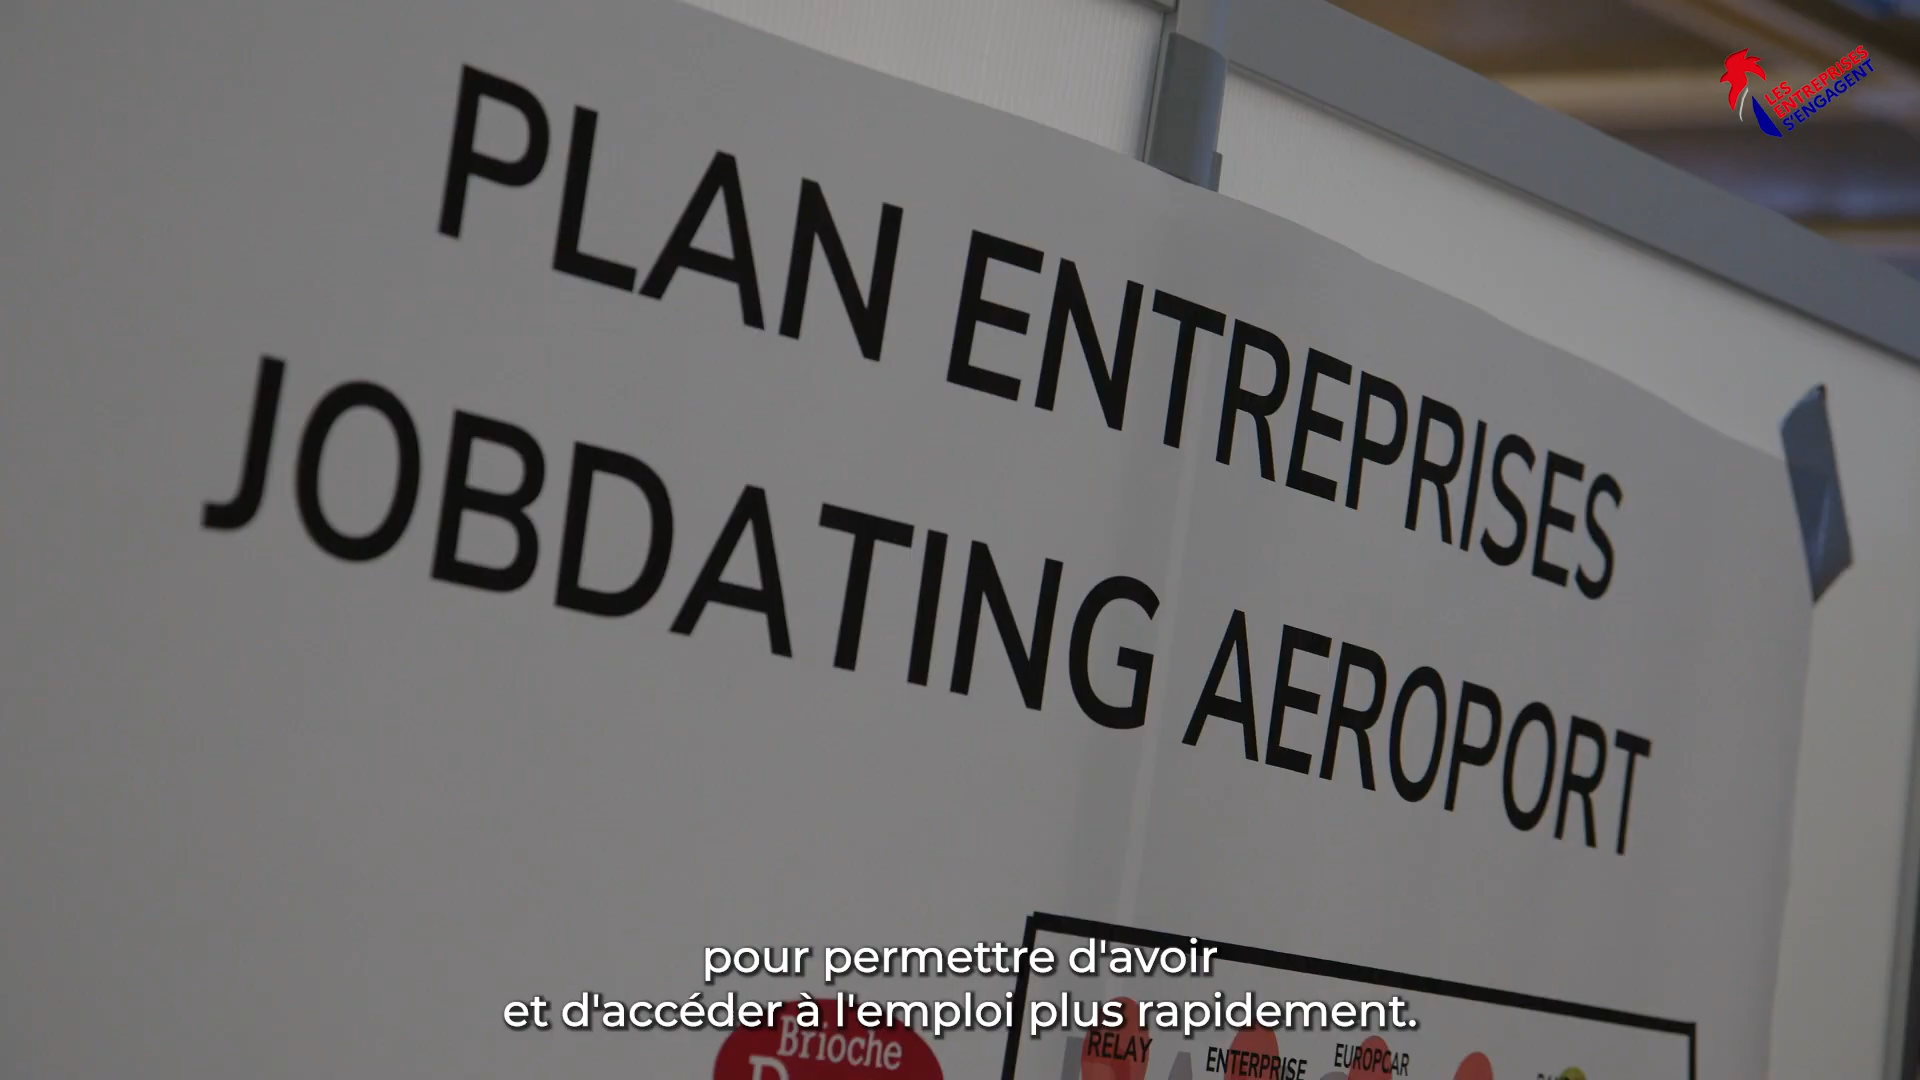 LES
ENTREPRISES
S'ENGAGENT
PLAN ENTREPRISES
JOBDATING AEROPORT
pour permettre d'avoir
et d'accéder à l'emploi plus rapidement.
Brioche
RELAY
ENTERPRISE
EUROPCAR